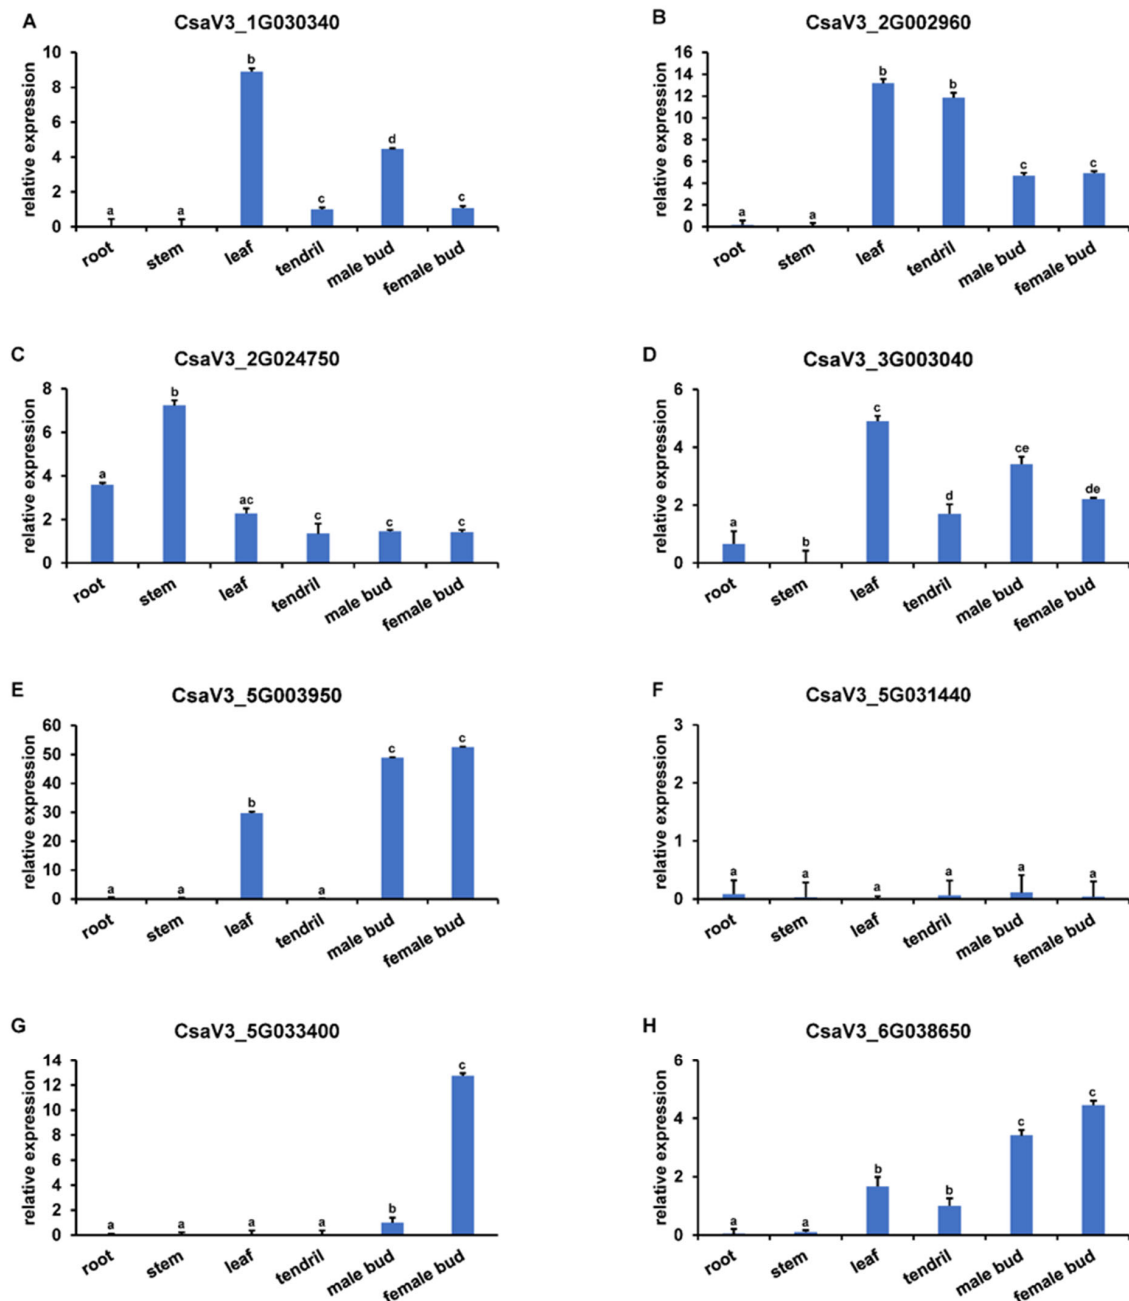 A
CsaV3_1G030340
relative expression
10
8
6
4
2
0
a
a
b
c
d
c
root
stem
leaf
tendril
male bud
female bud
B
CsaV3_2G002960
relative expression
16
14
12
10
8
6
4
2
0
a
a
b
b
c
c
root
stem
leaf
tendril
male bud
female bud
C
CsaV3_2G024750
relative expression
8
6
4
2
0
a
b
ac
c
c
c
root
stem
leaf
tendril
male bud
female bud
D
CsaV3_3G003040
relative expression
6
4
2
0
a
b
c
d
ce
de
root
stem
leaf
tendril
male bud
female bud
E
CsaV3_5G003950
relative expression
60
50
40
30
20
10
0
a
a
b
a
c
c
root
stem
leaf
tendril
male bud
female bud
F
CsaV3_5G031440
relative expression
3
2
1
0
a
a
a
a
a
a
root
stem
leaf
tendril
male bud
female bud
G
CsaV3_5G033400
relative expression
14
12
10
8
6
4
2
0
a
a
a
a
b
c
root
stem
leaf
tendril
male bud
female bud
H
CsaV3_6G038650
relative expression
6
4
2
0
a
a
b
b
c
c
root
stem
leaf
tendril
male bud
female bud